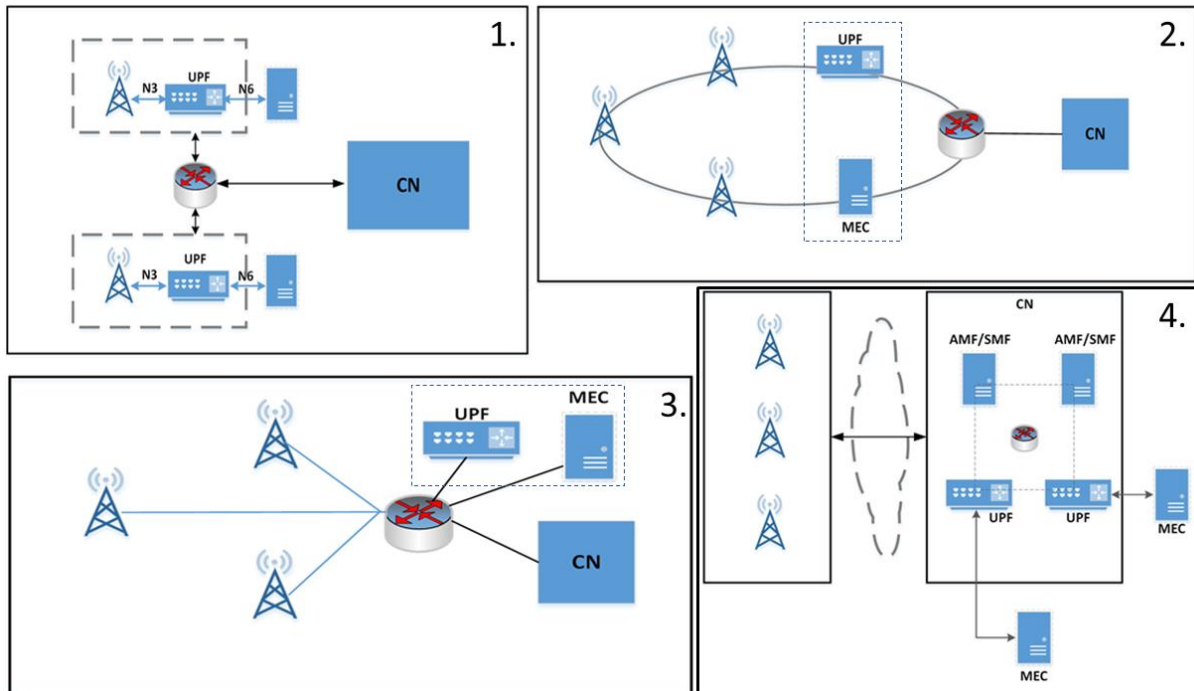 1.
UPF
N3
N6
CN
UPF
N3
N6
2.
UPF
CN
MEC
3.
MEC
UPF
CN
4.
CN
AMF/SMF
AMF/SMF
UPF
UPF
MEC
MEC